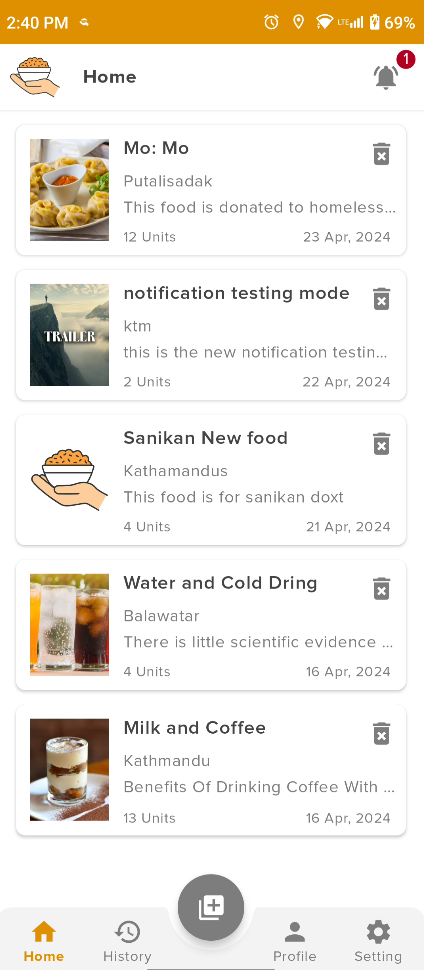 2:40 PM LTE 69%
Home 1
Mo: Mo
Putalisadak
This food is donated to homeless...
12 Units 23 Apr, 2024
notification testing mode
ktm
TRAILER
this is the new notification testin...
2 Units 22 Apr, 2024
Sanikan New food
Kathamandus
This food is for sanikan doxt
4 Units 21 Apr, 2024
Water and Cold Dring
Balawatar
There is little scientific evidence ...
4 Units 16 Apr, 2024
Milk and Coffee
Kathmandu
Benefits Of Drinking Coffee With ...
13 Units 16 Apr, 2024
Home History Profile Setting